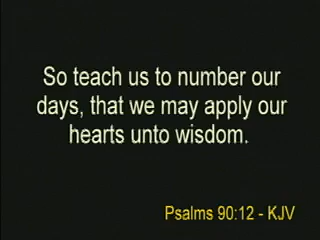 So teach us to number our
days, that we may apply our
hearts unto wisdom.
Psalms 90:12 - KJV